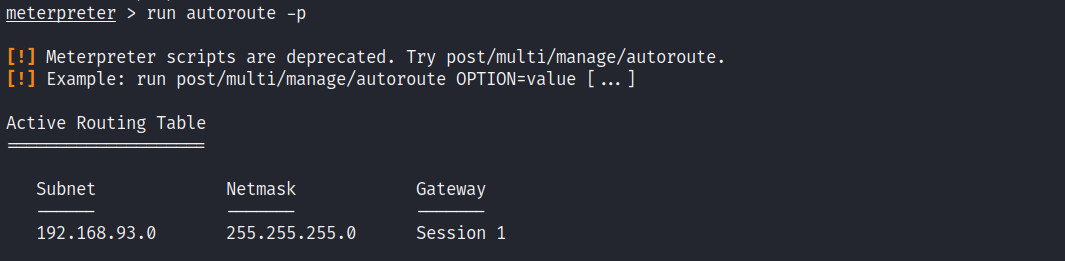 meterpreter > run autoroute -p
[!] Meterpreter scripts are deprecated. Try post/multi/manage/autoroute.
[!] Example: run post/multi/manage/autoroute OPTION=value [...]
Active Routing Table
====================
Subnet Netmask Gateway
------ ------- -------
192.168.93.0 255.255.255.0 Session 1